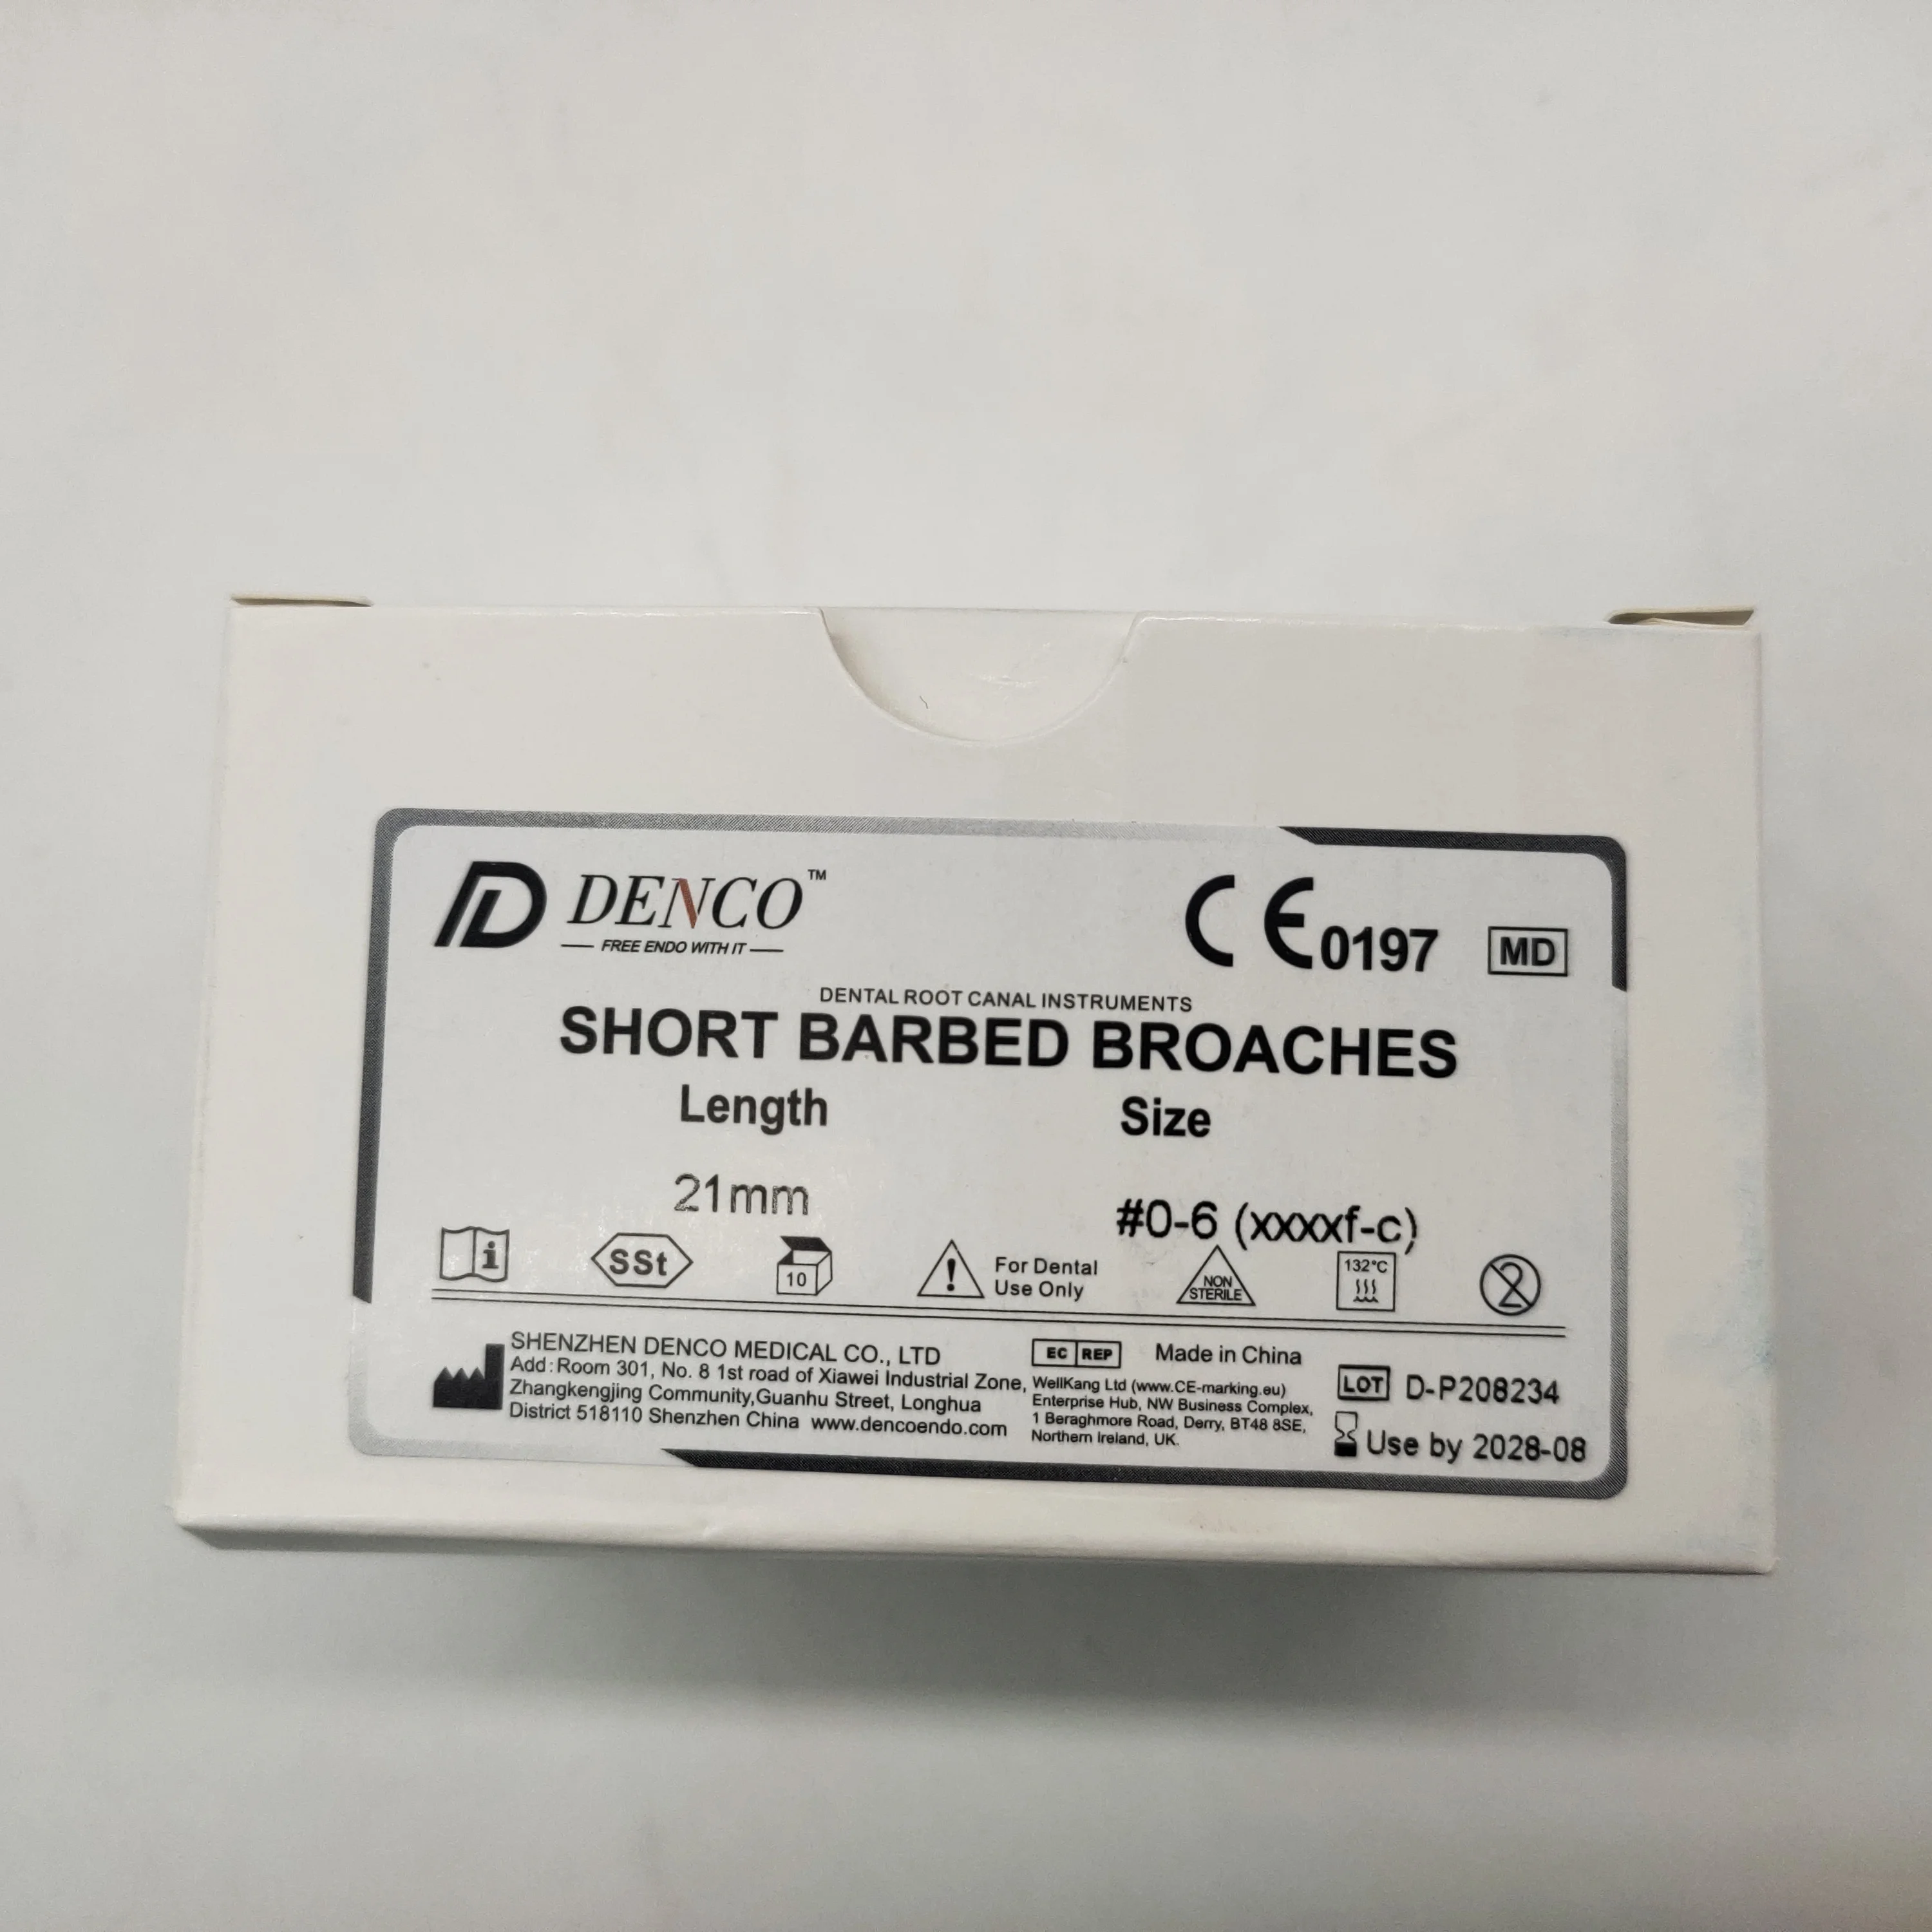 DENCO™
FREE ENDO WITH IT
CE0197
MD
DENTAL ROOT CANAL INSTRUMENTS
SHORT BARBED BROACHES
Length
Size
21mm
#0-6 (xxxxf-c)
i
SSt
10
!
For Dental
Use Only
NON
STERILE
132°C
2
SHENZHEN DENCO MEDICAL CO., LTD
Add:Room 301, No. 8 1st road of Xiawei Industrial Zone,
Zhangkengjing Community,Guanhu Street, Longhua
District 518110 Shenzhen China www.dencoendo.com
EC REP
Made in China
WellKang Ltd (www.CE-marking.eu)
Enterprise Hub, NW Business Complex,
1 Beraghmore Road, Derry, BT48 8SE,
Northern Ireland, UK.
LOT D-P208234
Use by 2028-08